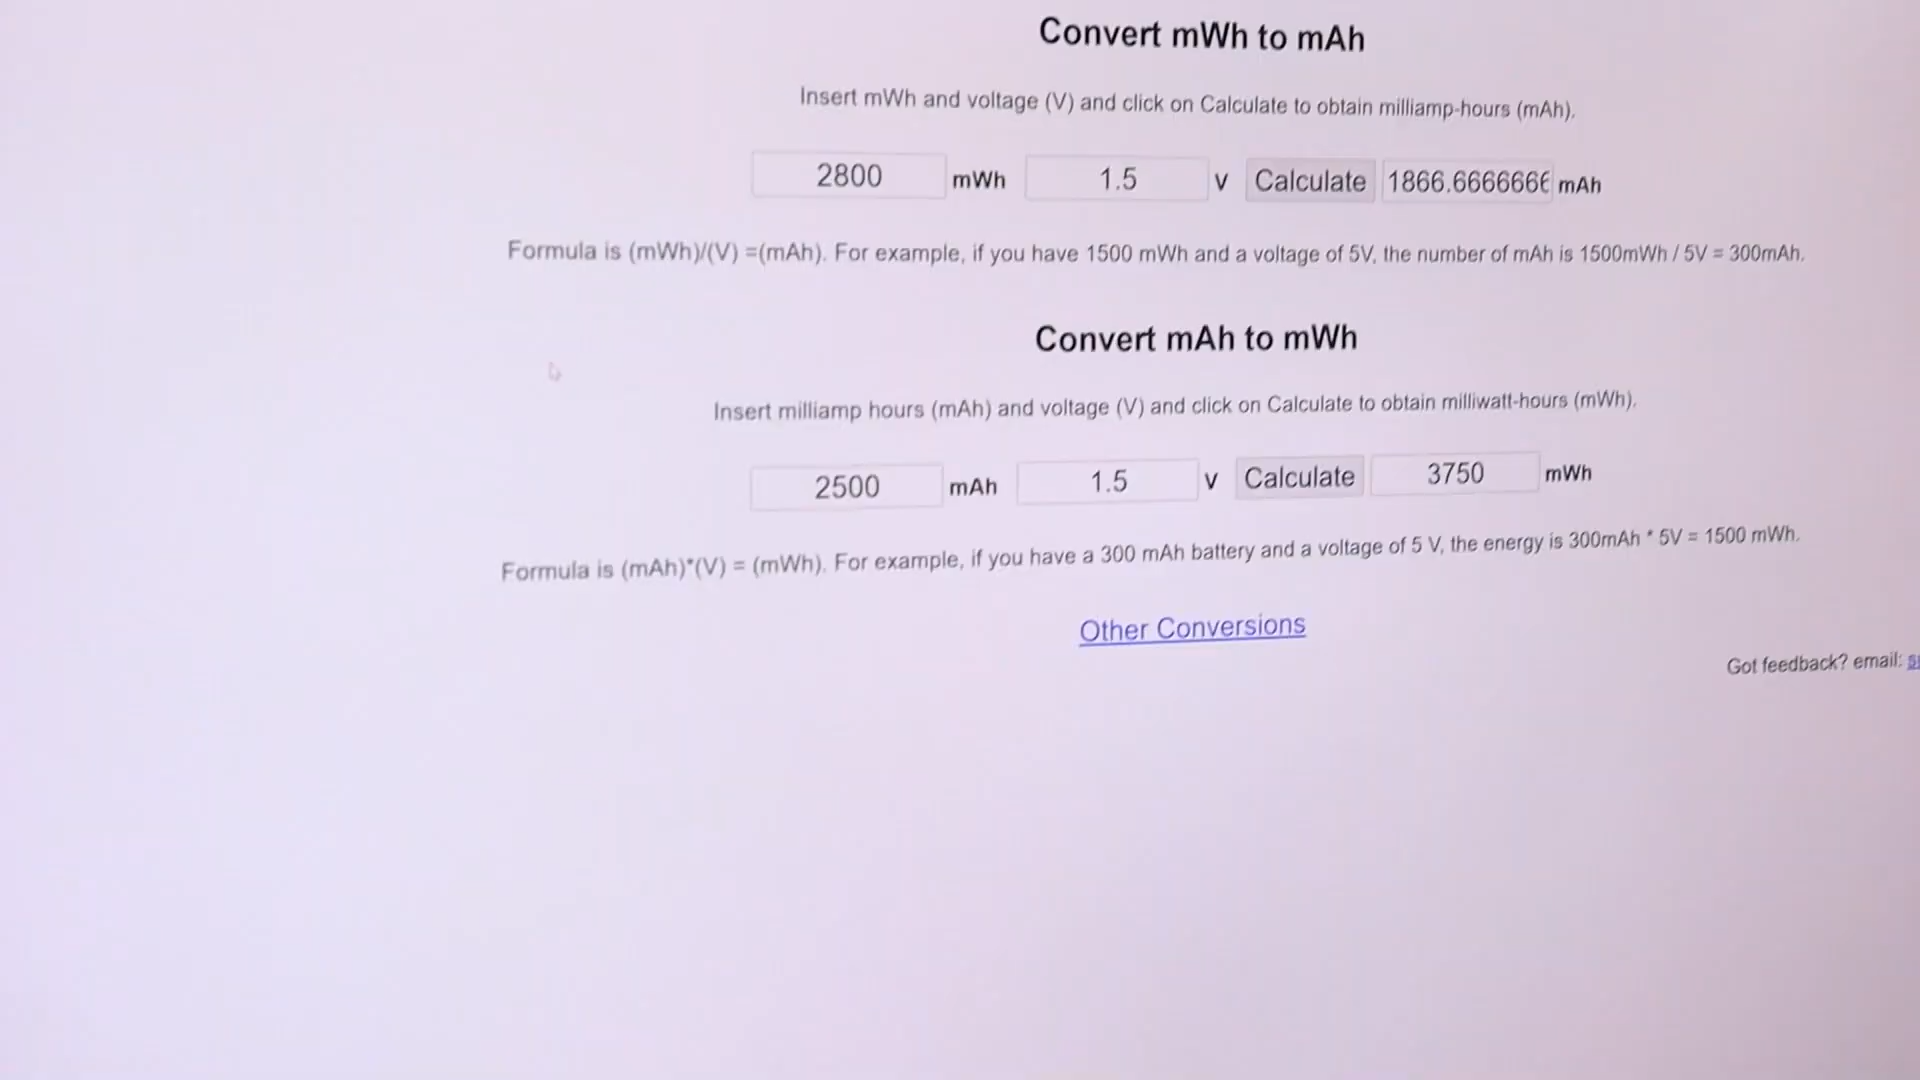 Convert mWh to mAh
Insert mWh and voltage (V) and click on Calculate to obtain milliamp-hours (mAh).
2800 mWh 1.5 V Calculate 1866.6666666 mAh
Formula is (mWh)/(V) =(mAh). For example, if you have 1500 mWh and a voltage of 5V, the number of mAh is 1500mWh / 5V = 300mAh.
Convert mAh to mWh
Insert milliamp hours (mAh) and voltage (V) and click on Calculate to obtain milliwatt-hours (mWh).
2500 mAh 1.5 V Calculate 3750 mWh
Formula is (mAh)*(V) = (mWh). For example, if you have a 300 mAh battery and a voltage of 5 V, the energy is 300mAh * 5V = 1500 mWh.
Other Conversions
Got feedback? email: